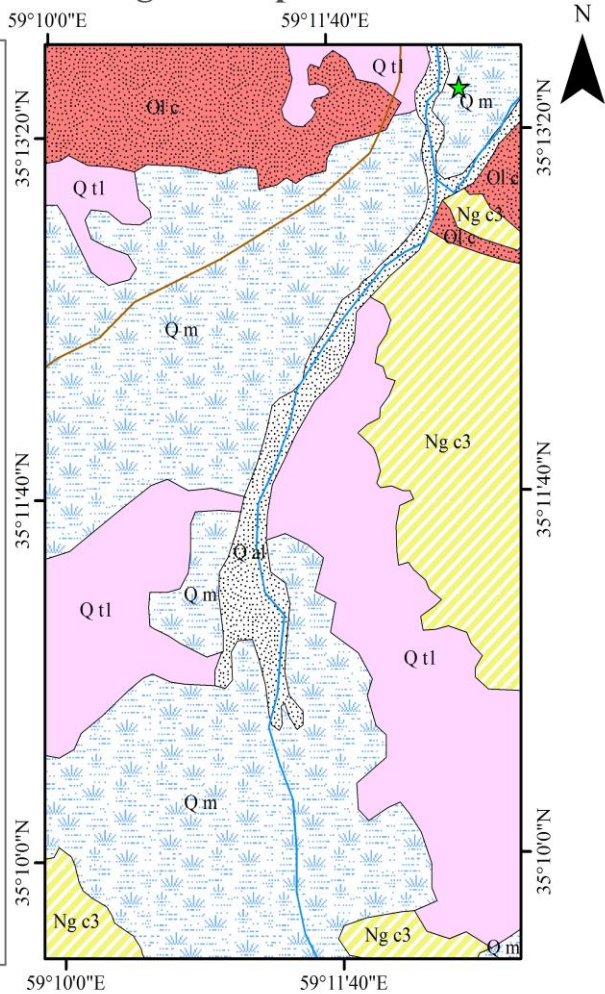 59°10'0"E
59°11'40"E
N
Q tl
Q m
Ol c
35°13'20"N
35°13'20"N
Q tl
Ol c
Ng c3
Ol c
Q m
Ng c3
35°11'40"N
35°11'40"N
Q al
Q m
Q tl
Q tl
Q m
35°10'0"N
35°10'0"N
Ng c3
Ng c3
Q m
59°10'0"E
59°11'40"E